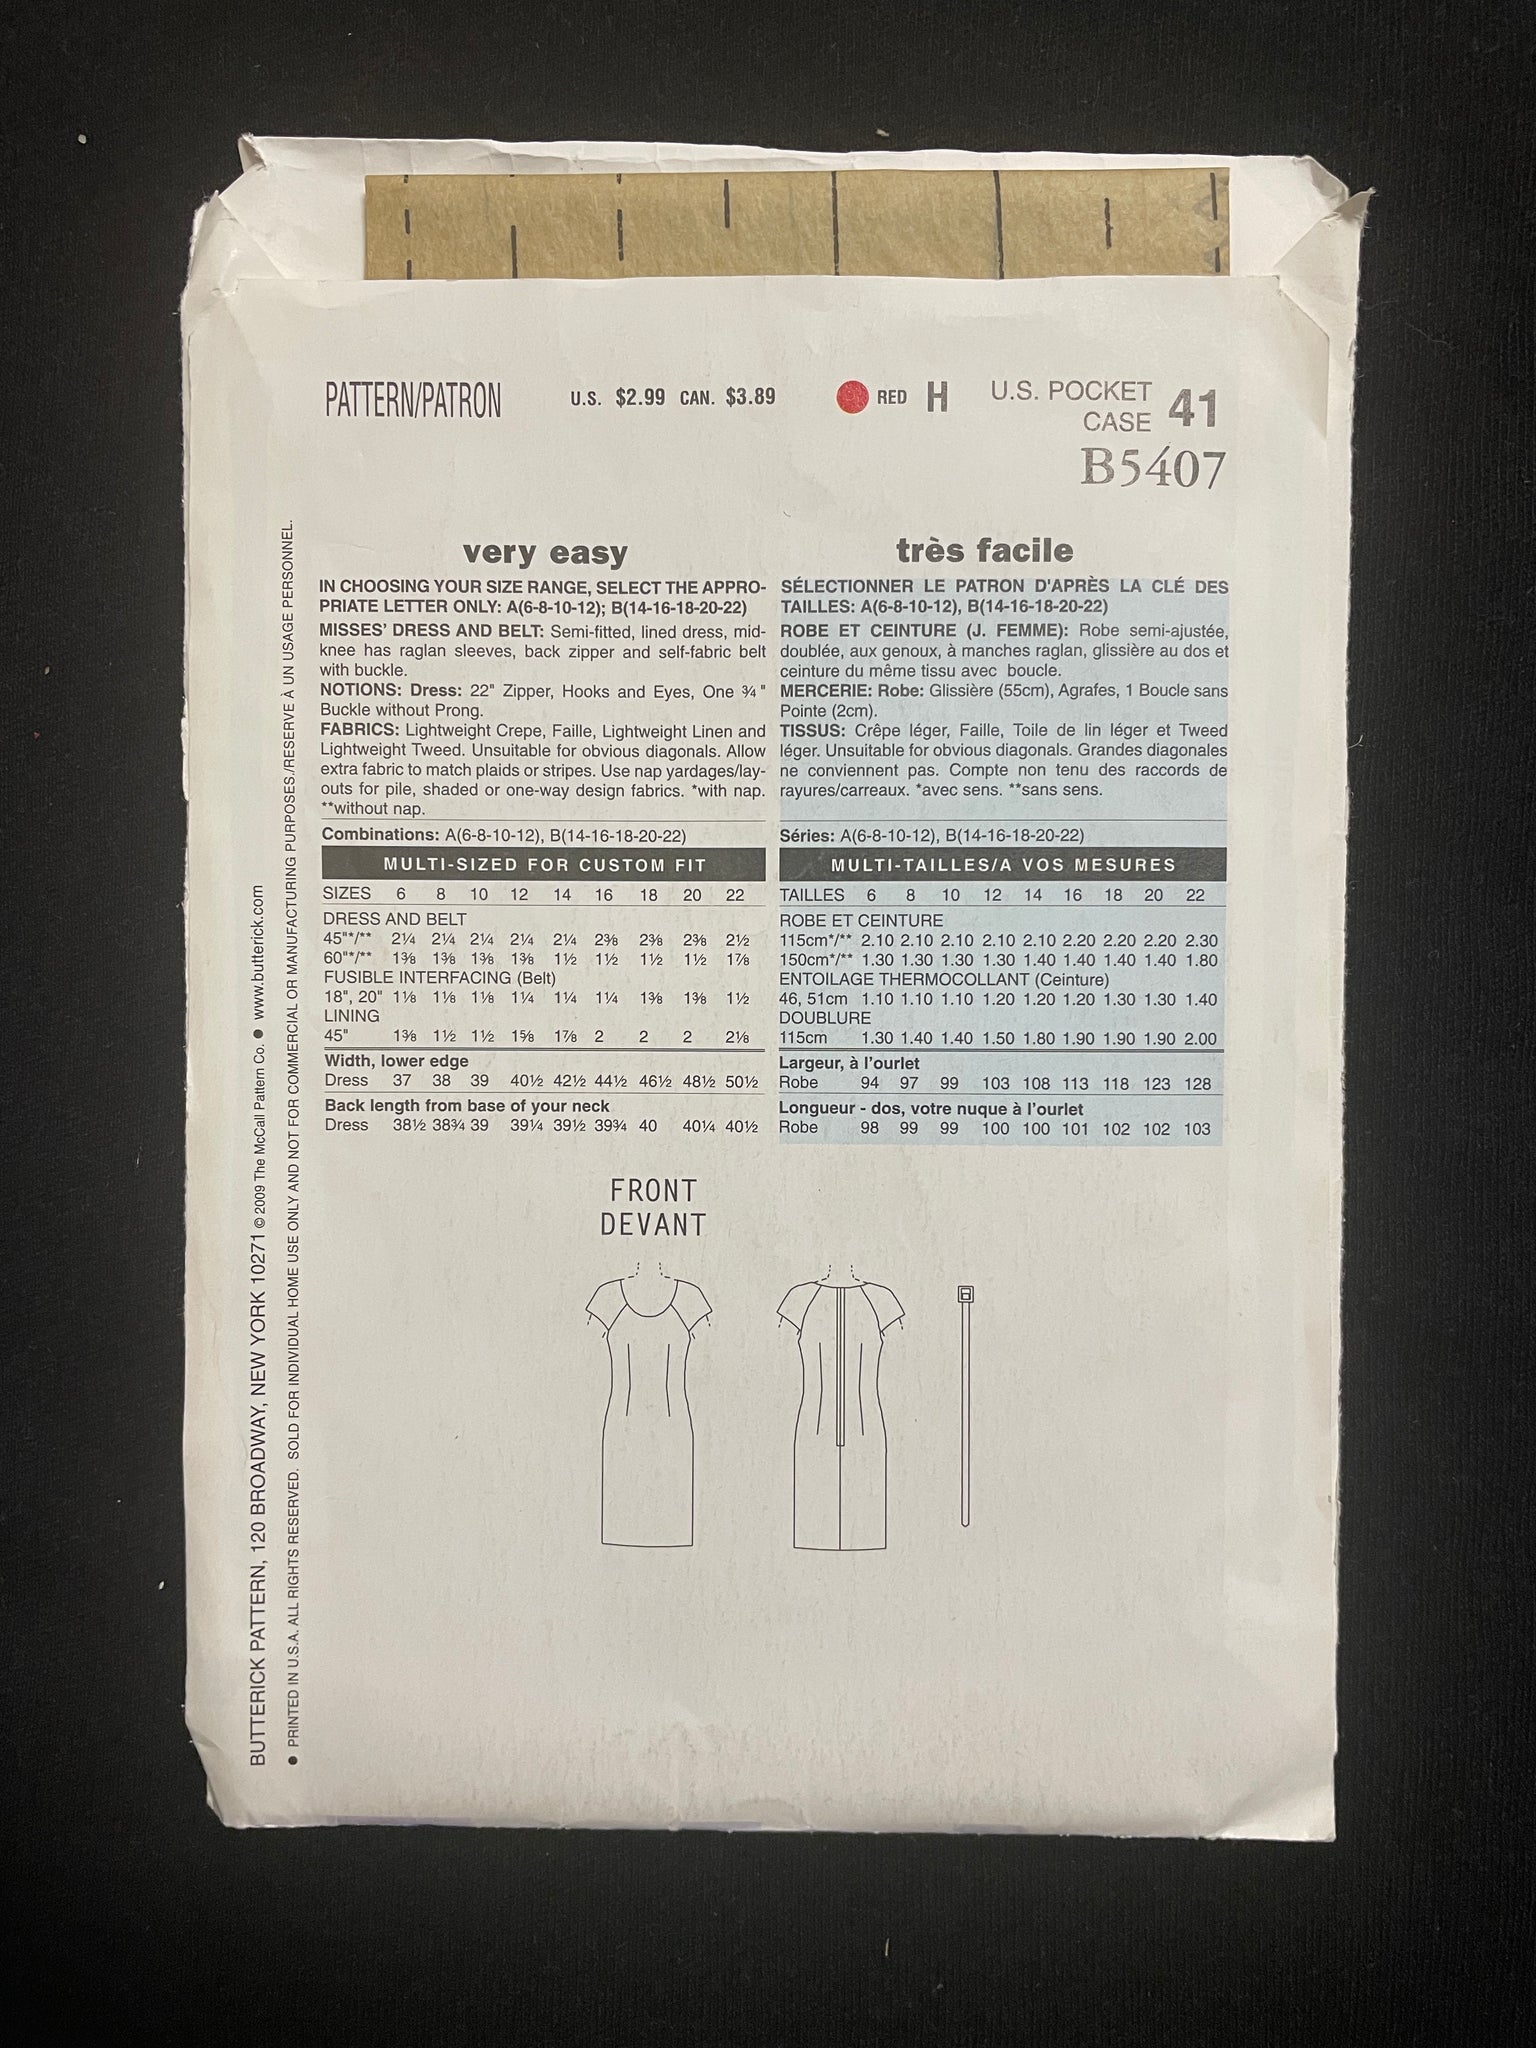 PATTERN/PATRON
U.S. $2.99 CAN. $3.89
RED H
U.S. POCKET
CASE 41
B5407
very easy
IN CHOOSING YOUR SIZE RANGE, SELECT THE APPRO-
PRIATE LETTER ONLY: A(6-8-10-12); B(14-16-18-20-22)
MISSES' DRESS AND BELT: Semi-fitted, lined dress, mid-
knee has raglan sleeves, back zipper and self-fabric belt
with buckle.
NOTIONS: Dress: 22" Zipper, Hooks and Eyes, One ¾"
Buckle without Prong.
FABRICS: Lightweight Crepe, Faille, Lightweight Linen and
Lightweight Tweed. Unsuitable for obvious diagonals. Allow
extra fabric to match plaids or stripes. Use nap yardages/lay-
outs for pile, shaded or one-way design fabrics. *with nap.
**without nap.
Combinations: A(6-8-10-12), B(14-16-18-20-22)
MULTI-SIZED FOR CUSTOM FIT
SIZES 6 8 10 12 14 16 18 20 22
DRESS AND BELT
45"*/** 2¼ 2¼ 2¼ 2¼ 2¼ 2⅜ 2⅜ 2⅜ 2½
60"*/** 1⅜ 1⅜ 1⅜ 1⅜ 1½ 1½ 1½ 1½ 1⅞
FUSIBLE INTERFACING (Belt)
18", 20" 1⅛ 1⅛ 1⅛ 1¼ 1¼ 1¼ 1⅜ 1⅜ 1½
LINING
45" 1⅜ 1½ 1½ 1⅝ 1⅞ 2 2 2 2⅛
Width, lower edge
Dress 37 38 39 40½ 42½ 44½ 46½ 48½ 50½
Back length from base of your neck
Dress 38½ 38¾ 39 39¼ 39½ 39¾ 40 40¼ 40½
très facile
SÉLECTIONNER LE PATRON D'APRÈS LA CLÉ DES
TAILLES: A(6-8-10-12), B(14-16-18-20-22)
ROBE ET CEINTURE (J. FEMME): Robe semi-ajustée,
doublée, aux genoux, à manches raglan, glissière au dos et
ceinture du même tissu avec boucle.
MERCERIE: Robe: Glissière (55cm), Agrafes, 1 Boucle sans
Pointe (2cm).
TISSUS: Crêpe léger, Faille, Toile de lin léger et Tweed
léger. Unsuitable for obvious diagonals. Grandes diagonales
ne conviennent pas. Compte non tenu des raccords de
rayures/carreaux. *avec sens. **sans sens.
Séries: A(6-8-10-12), B(14-16-18-20-22)
MULTI-TAILLES/A VOS MESURES
TAILLES 6 8 10 12 14 16 18 20 22
ROBE ET CEINTURE
115cm*/** 2.10 2.10 2.10 2.10 2.10 2.20 2.20 2.20 2.30
150cm*/** 1.30 1.30 1.30 1.30 1.40 1.40 1.40 1.40 1.80
ENTOILAGE THERMOCOLLANT (Ceinture)
46, 51cm 1.10 1.10 1.10 1.20 1.20 1.20 1.30 1.30 1.40
DOUBLURE
115cm 1.30 1.40 1.40 1.50 1.80 1.90 1.90 1.90 2.00
Largeur, à l'ourlet
Robe 94 97 99 103 108 113 118 123 128
Longueur - dos, votre nuque à l'ourlet
Robe 98 99 99 100 100 101 102 102 103
FRONT
DEVANT
BUTTERICK PATTERN, 120 BROADWAY, NEW YORK 10271 © 2009 The McCall Pattern Co. ● www.butterick.com
● PRINTED IN U.S.A. ALL RIGHTS RESERVED. SOLD FOR INDIVIDUAL HOME USE ONLY AND NOT FOR COMMERCIAL OR MANUFACTURING PURPOSES./RESERVE À UN USAGE PERSONNEL.